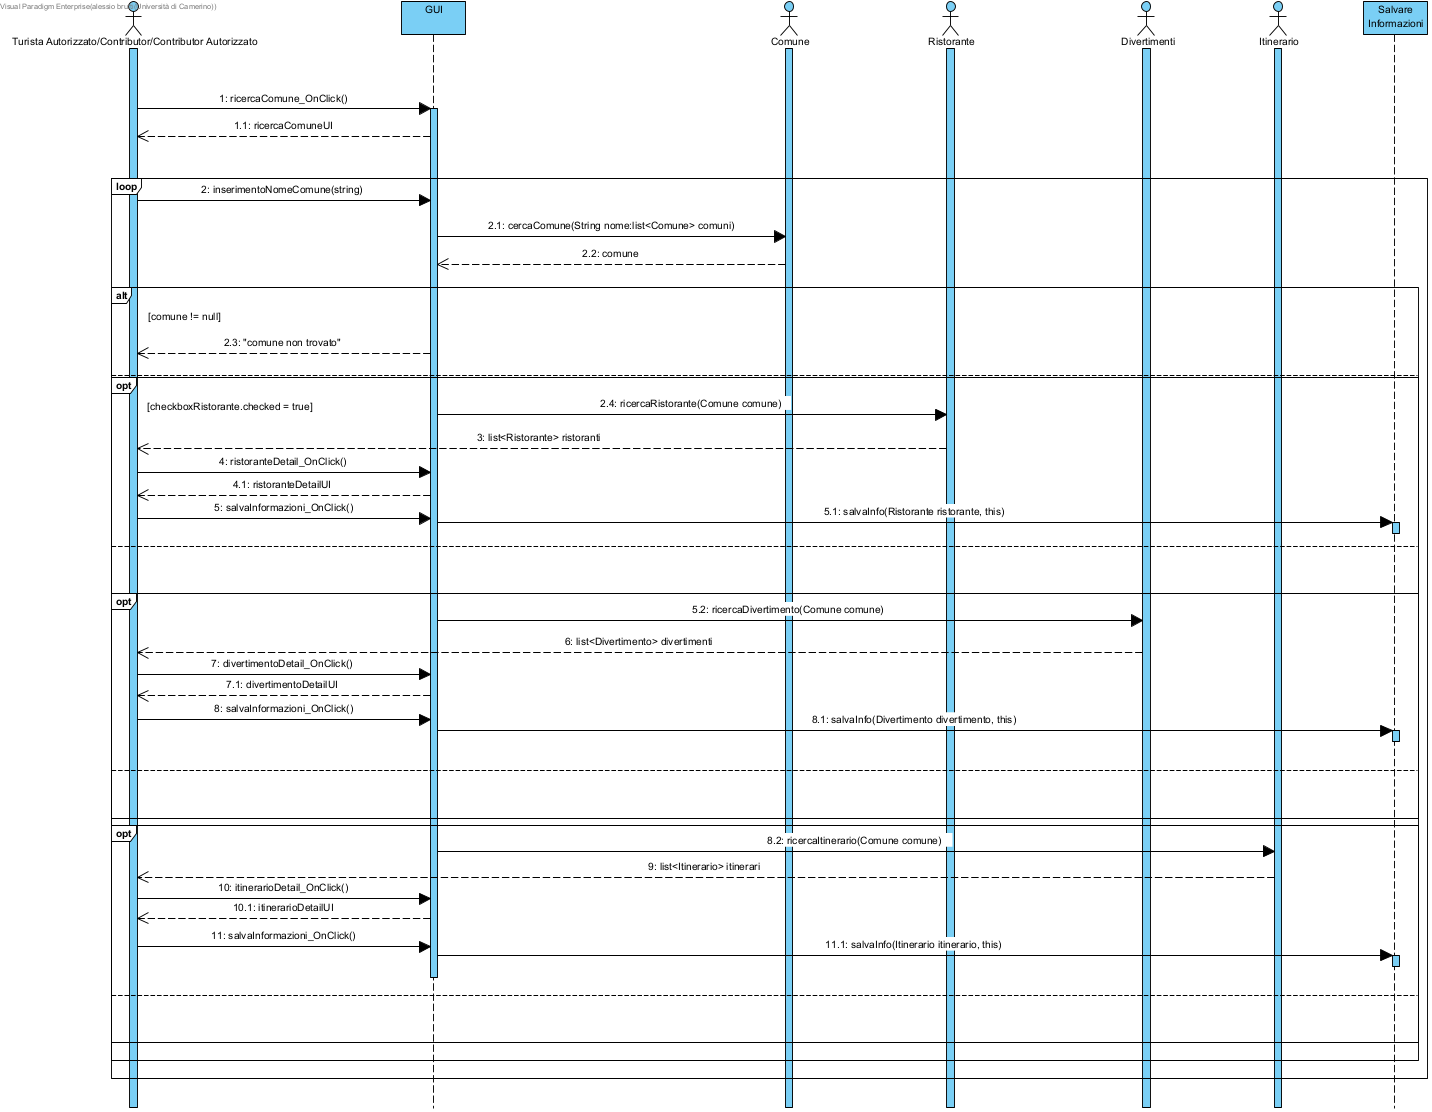 Visual Paradigm Enterprise(alessio bru Università di Camerino))
GUI
Salvare
Informazioni
Turista Autorizzato/Contributor/Contributor Autorizzato
Comune
Ristorante
Divertimenti
Itinerario
1: ricercaComune_OnClick()
1.1: ricercaComuneUI
loop
2: inserimentoNomeComune(string)
2.1: cercaComune(String nome:list<Comune> comuni)
2.2: comune
alt
[comune != null]
2.3: "comune non trovato"
opt
[checkboxRistorante.checked = true]
2.4: ricercaRistorante(Comune comune)
3: list<Ristorante> ristoranti
4: ristoranteDetail_OnClick()
4.1: ristoranteDetailUI
5: salvaInformazioni_OnClick()
5.1: salvaInfo(Ristorante ristorante, this)
opt
5.2: ricercaDivertimento(Comune comune)
6: list<Divertimento> divertimenti
7: divertimentoDetail_OnClick()
7.1: divertimentoDetailUI
8: salvaInformazioni_OnClick()
8.1: salvaInfo(Divertimento divertimento, this)
opt
8.2: ricercaItinerario(Comune comune)
9: list<Itinerario> itinerari
10: itinerarioDetail_OnClick()
10.1: itinerarioDetailUI
11: salvaInformazioni_OnClick()
11.1: salvaInfo(Itinerario itinerario, this)